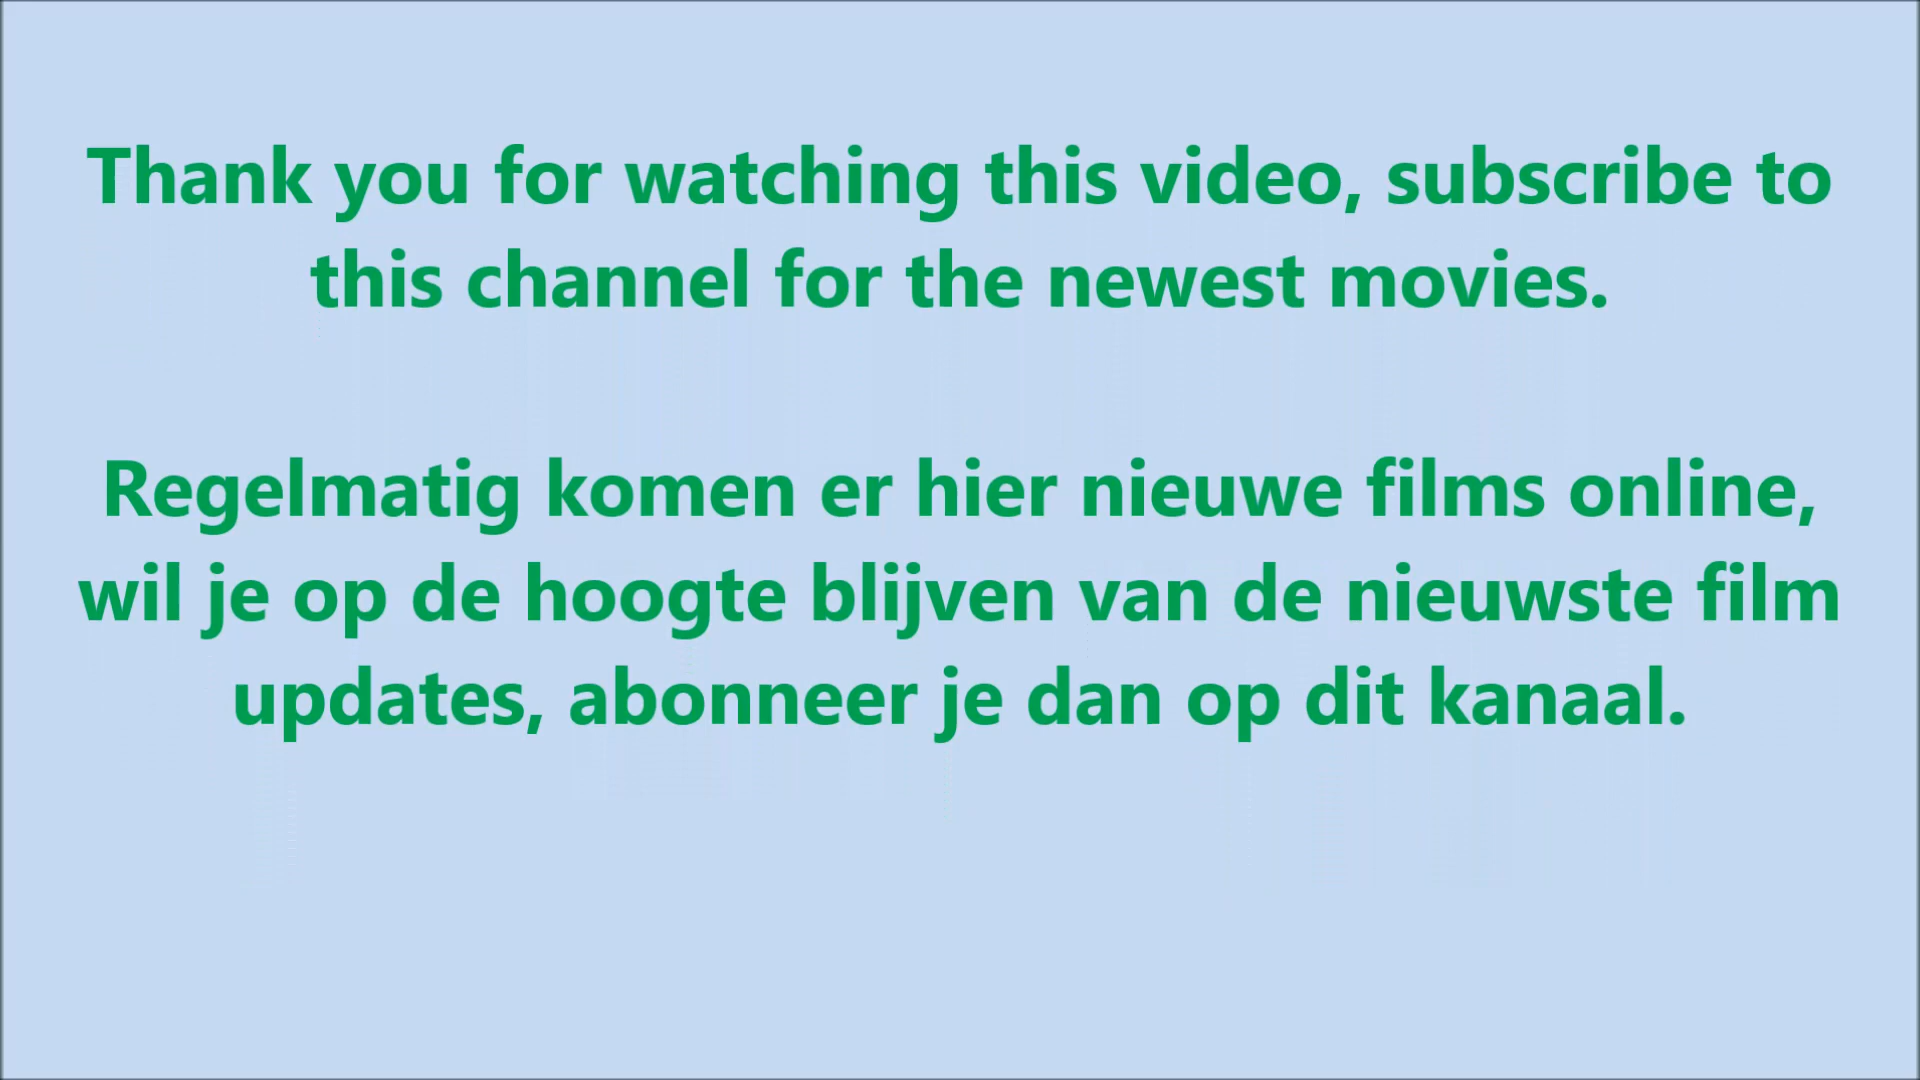 Thank you for watching this video, subscribe to
this channel for the newest movies.
Regelmatig komen er hier nieuwe films online,
wil je op de hoogte blijven van de nieuwste film
updates, abonneer je dan op dit kanaal.